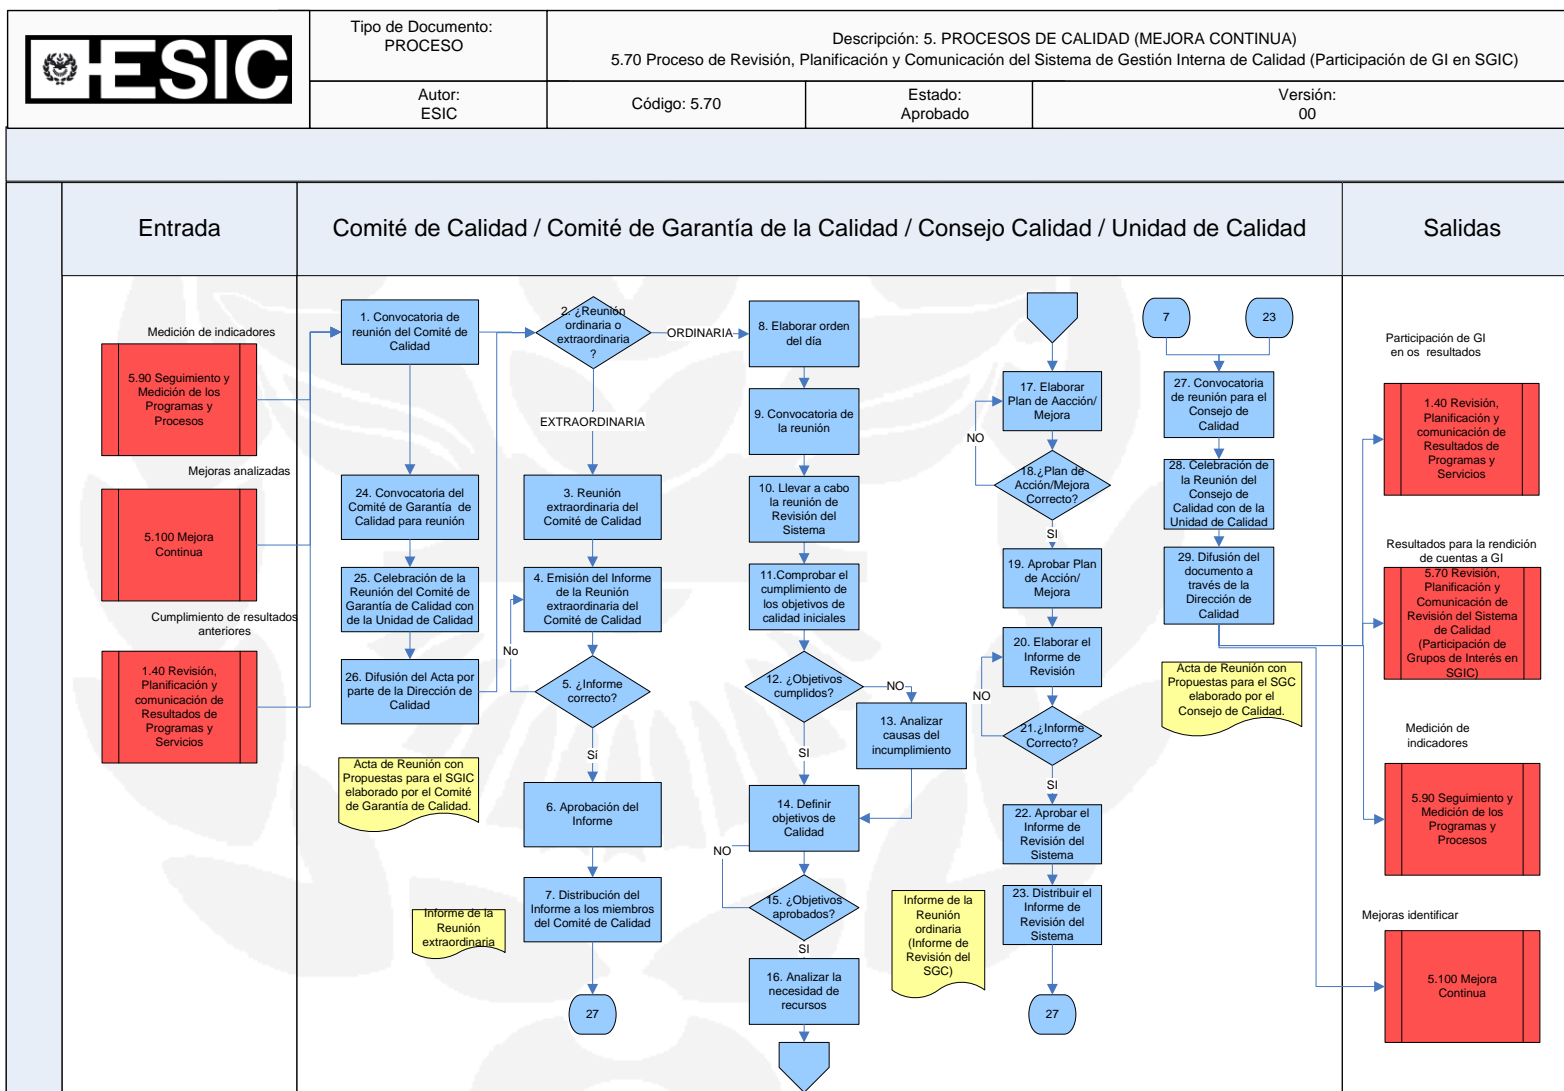 ESIC
Tipo de Documento:
PROCESO
Descripción: 5. PROCESOS DE CALIDAD (MEJORA CONTINUA)
5.70 Proceso de Revisión, Planificación y Comunicación del Sistema de Gestión Interna de Calidad (Participación de GI en SGIC)
Autor:
ESIC
Código: 5.70
Estado:
Aprobado
Versión:
00
Entrada
Comité de Calidad / Comité de Garantía de la Calidad / Consejo Calidad / Unidad de Calidad
Salidas
Medición de indicadores
5.90 Seguimiento y
Medición de los
Programas y
Procesos
Mejoras analizadas
5.100 Mejora
Continua
Cumplimiento de resultados
anteriores
1.40 Revisión,
Planificación y
comunicación de
Resultados de
Programas y
Servicios
1. Convocatoria de
reunión del Comité de
Calidad
24. Convocatoria del
Comité de Garantía de
Calidad para reunión
25. Celebración de la
Reunión del Comité de
Garantía de Calidad con
de la Unidad de Calidad
26. Difusión del Acta por
parte de la Dirección de
Calidad
Acta de Reunión con
Propuestas para el SGIC
elaborado por el Comité
de Garantía de Calidad.
2. ¿Reunión
ordinaria o
extraordinaria
?
ORDINARIA
EXTRAORDINARIA
3. Reunión
extraordinaria del
Comité de Calidad
4. Emisión del Informe
de la Reunión
extraordinaria del
Comité de Calidad
No
5. ¿Informe
correcto?
Sí
6. Aprobación del
Informe
7. Distribución del
Informe a los miembros
del Comité de Calidad
Informe de la
Reunión
extraordinaria
27
8. Elaborar orden
del día
9. Convocatoria de
la reunión
10. Llevar a cabo
la reunión de
Revisión del
Sistema
11.Comprobar el
cumplimiento de
los objetivos de
calidad iniciales
12. ¿Objetivos
cumplidos?
NO
13. Analizar
causas del
incumplimiento
SI
14. Definir
objetivos de
Calidad
NO
15. ¿Objetivos
aprobados?
SI
16. Analizar la
necesidad de
recursos
Informe de la
Reunión
ordinaria
(Informe de
Revisión del
SGC)
17. Elaborar
Plan de Aacción/
Mejora
NO
18.¿Plan de
Acción/Mejora
Correcto?
SI
19. Aprobar Plan
de Acción/
Mejora
20. Elaborar el
Informe de
Revisión
NO
21.¿Informe
Correcto?
SI
22. Aprobar el
Informe de
Revisión del
Sistema
23. Distribuir el
Informe de
Revisión del
Sistema
27
7
23
27. Convocatoria
de reunión para el
Consejo de
Calidad
28. Celebración de
la Reunión del
Consejo de
Calidad con de la
Unidad de Calidad
29. Difusión del
documento a
través de la
Dirección de
Calidad
Acta de Reunión con
Propuestas para el SGC
elaborado por el
Consejo de Calidad.
Participación de GI
en os resultados
1.40 Revisión,
Planificación y
comunicación de
Resultados de
Programas y
Servicios
Resultados para la rendición
de cuentas a GI
5.70 Revisión,
Planificación y
Comunicación de
Revisión del Sistema
de Calidad
(Participación de
Grupos de Interés en
SGIC)
Medición de
indicadores
5.90 Seguimiento y
Medición de los
Programas y
Procesos
Mejoras identificar
5.100 Mejora
Continua